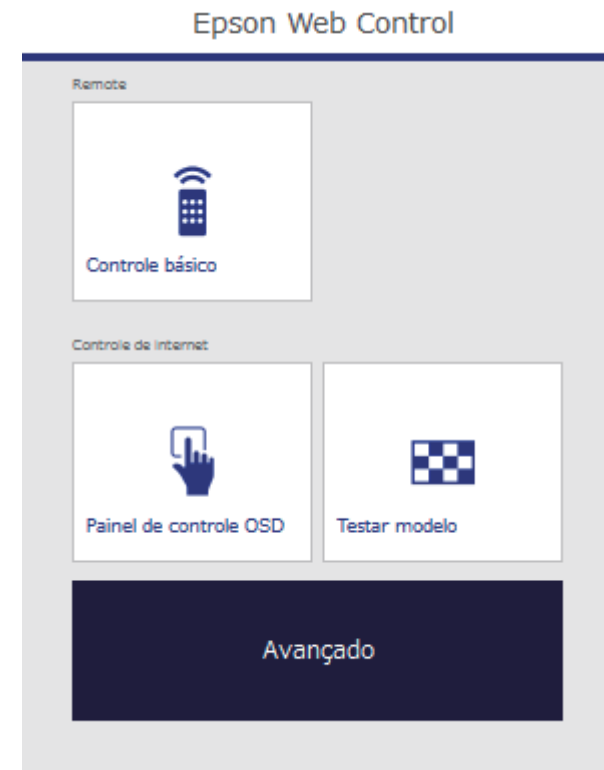 Epson Web Control
Remote
Controle básico
Controle de Internet
Painel de controle OSD
Testar modelo
Avançado